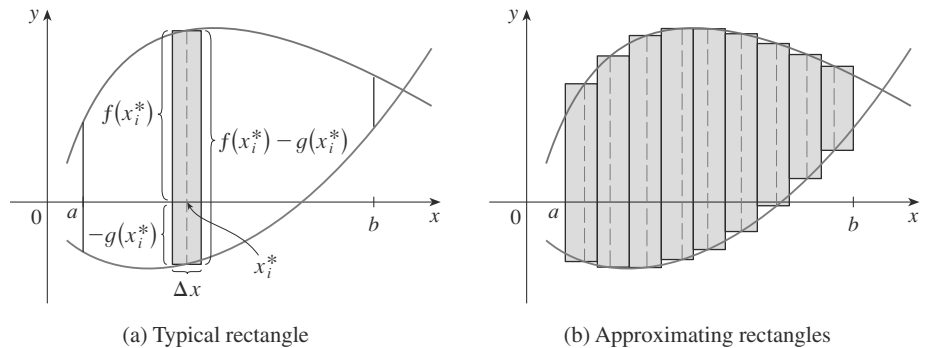 y
f(x_i^*)
f(x_i^*) − g(x_i^*)
0
a
b
x
−g(x_i^*)
x_i^*
Δx
(a) Typical rectangle
y
0
a
b
x
(b) Approximating rectangles